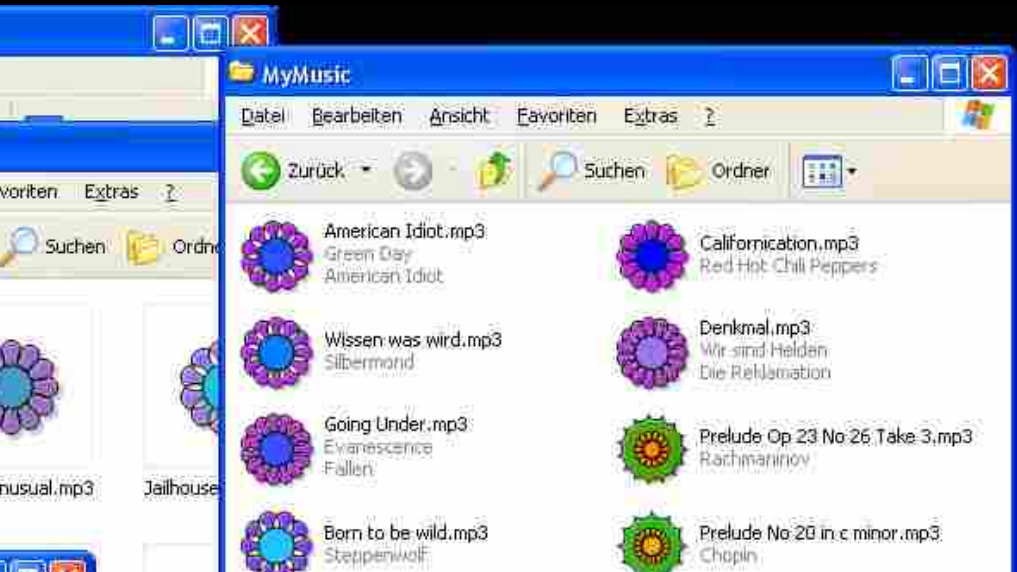 MyMusic
Datei Bearbeiten Ansicht Favoriten Extras ?
Zurück Suchen Ordner
voriten Extras ?
Suchen Ordne
American Idiot.mp3
Green Day
American Idiot
Californication.mp3
Red Hot Chili Peppers
Wissen was wird.mp3
Silbermond
Denkmal.mp3
Wir sind Helden
Die Reklamation
Going Under.mp3
Evanescence
Fallen
Prelude Op 23 No 26 Take 3.mp3
Rachmaninov
nusual.mp3
Jailhouse
Born to be wild.mp3
Steppenwolf
Prelude No 20 in c minor.mp3
Chopin